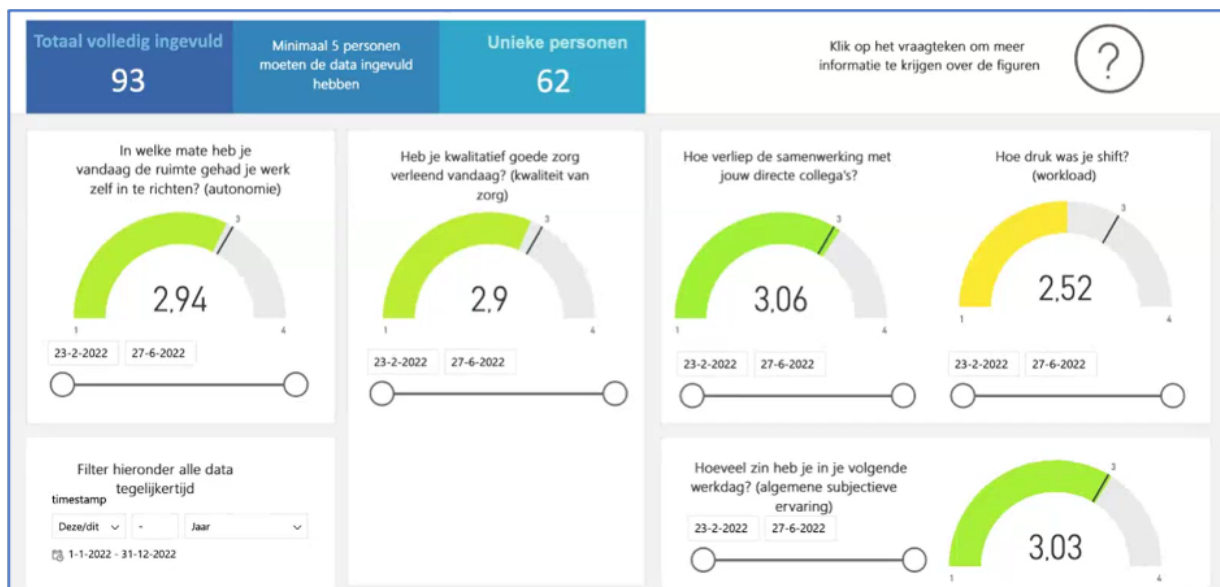 Totaal volledig ingevuld
93
Minimaal 5 personen
moeten de data ingevuld
hebben
Unieke personen
62
Klik op het vraagteken om meer
informatie te krijgen over de figuren
?
In welke mate heb je
vandaag de ruimte gehad je werk
zelf in te richten? (autonomie)
3
2,94
1
4
23-2-2022
27-6-2022
Heb je kwalitatief goede zorg
verleend vandaag? (kwaliteit van
zorg)
3
2,9
1
4
23-2-2022
27-6-2022
Hoe verliep de samenwerking met
jouw directe collega's?
3
3,06
1
4
23-2-2022
27-6-2022
Hoe druk was je shift?
(workload)
3
2,52
1
4
23-2-2022
27-6-2022
Filter hieronder alle data
tegelijkertijd
timestamp
Deze/dit
-
Jaar
1-1-2022 - 31-12-2022
Hoeveel zin heb je in je volgende
werkdag? (algemene subjectieve
ervaring)
23-2-2022
27-6-2022
3
3,03
1
4